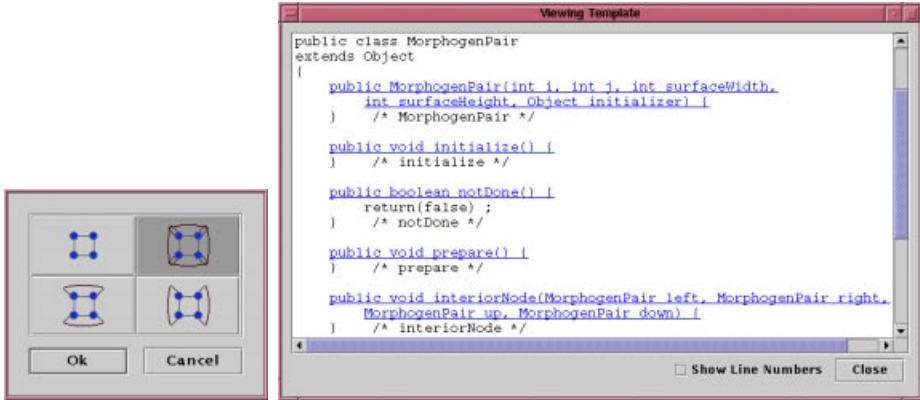 Viewing Template
public class MorphogenPair
extends Object
{
public MorphogenPair(int i, int j, int surfaceWidth,
int surfaceHeight, Object initializer) {
} /* MorphogenPair */
public void initialize() {
} /* initialize */
public boolean notDone() {
return(false) ;
} /* notDone */
public void prepare() {
} /* prepare */
public void interiorNode(MorphogenPair left, MorphogenPair right,
MorphogenPair up, MorphogenPair down) {
} /* interiorNode */
Show Line Numbers
Close
Ok
Cancel